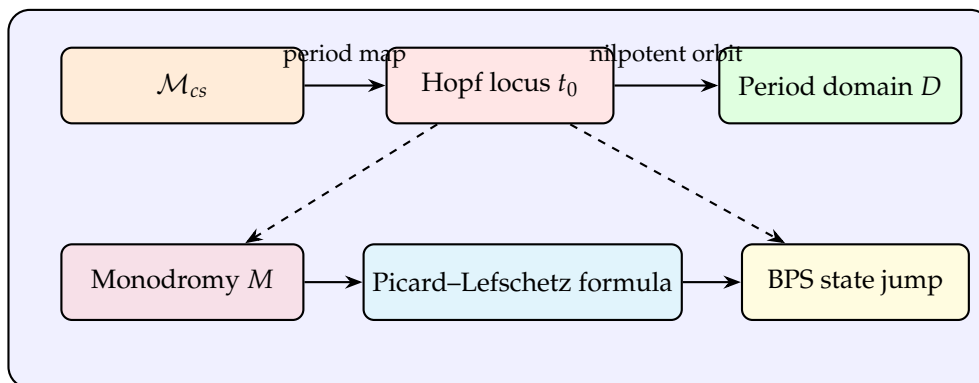 $\mathcal{M}_{cs}$
period map
Hopf locus $t_0$
nilpotent orbit
Period domain $D$
Monodromy $M$
Picard–Lefschetz formula
BPS state jump